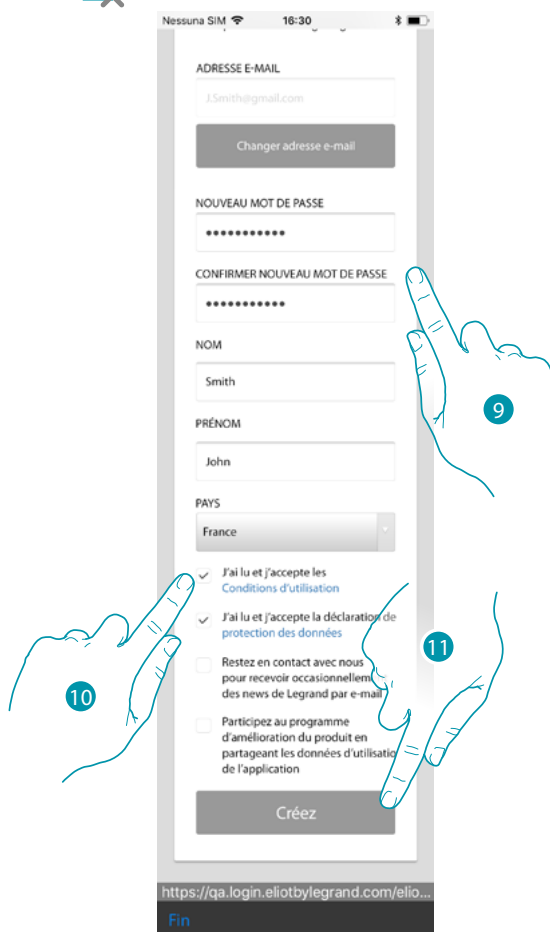 Nessuna SIM 16:30
ADRESSE E-MAIL
J.Smith@gmail.com
Changer adresse e-mail
NOUVEAU MOT DE PASSE
•••••••••••
CONFIRMER NOUVEAU MOT DE PASSE
•••••••••••
NOM
Smith
9
PRÉNOM
John
PAYS
France
J'ai lu et j'accepte les
Conditions d'utilisation
J'ai lu et j'accepte la déclaration de
protection des données
11
Restez en contact avec nous
pour recevoir occasionnellem
des news de Legrand par e-mail
10
Participez au programme
d'amélioration du produit en
partageant les données d'utilisatio
de l'application
Créez
https://qa.login.eliotbylegrand.com/elio...
Fin